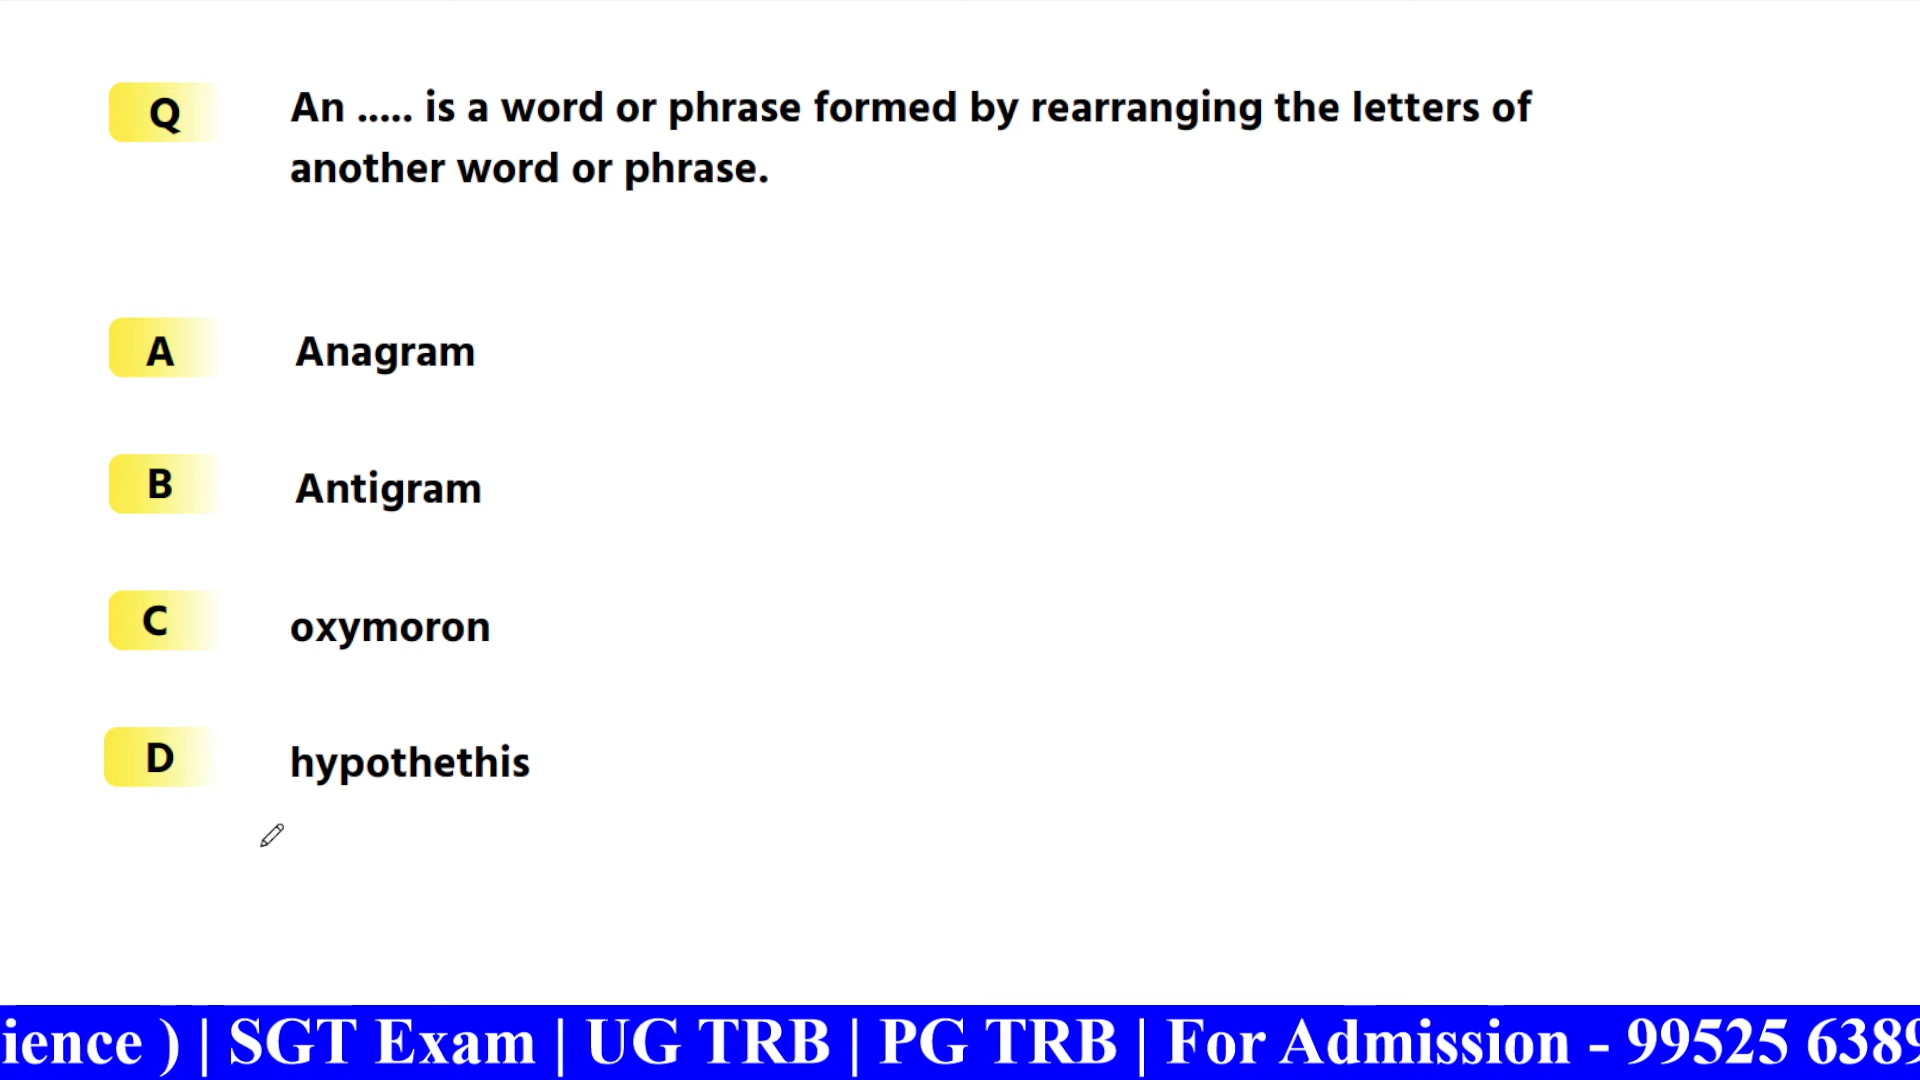 Q An ..... is a word or phrase formed by rearranging the letters of
another word or phrase.
A Anagram
B Antigram
C oxymoron
D hypothethis
ience ) | SGT Exam | UG TRB | PG TRB | For Admission - 99525 6389